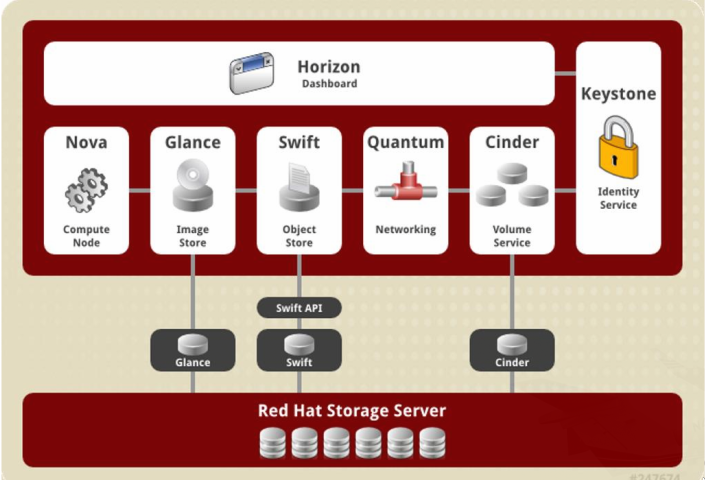 Horizon
Dashboard
Keystone
Identity
Service
Nova
Compute
Node
Glance
Image
Store
Swift
Object
Store
Quantum
Networking
Cinder
Volume
Service
Swift API
Glance
Swift
Cinder
Red Hat Storage Server
#247674